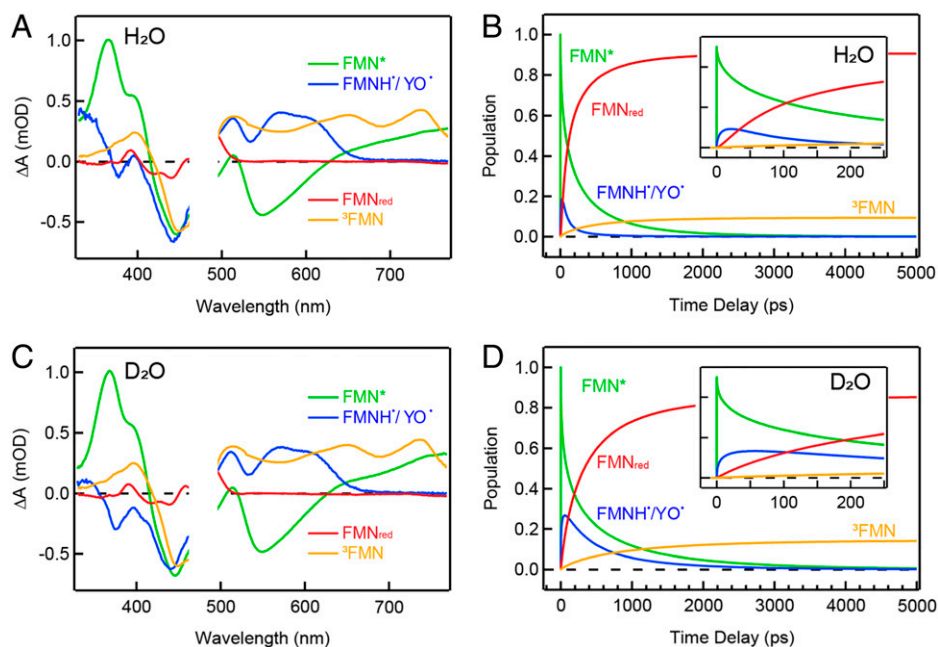 A
H₂O
FMN*
FMNH˙/ YO˙
FMNred
³FMN
ΔA (mOD)
1.0
0.5
0.0
-0.5
400 500 600 700
Wavelength (nm)
B
H₂O
FMN*
FMNred
FMNH˙/YO˙
³FMN
Population
1.0
0.8
0.6
0.4
0.2
0.0
0 1000 2000 3000 4000 5000
Time Delay (ps)
0 100 200
C
D₂O
FMN*
FMNH˙/ YO˙
FMNred
³FMN
ΔA (mOD)
1.0
0.5
0.0
-0.5
400 500 600 700
Wavelength (nm)
D
D₂O
FMN*
FMNred
FMNH˙/YO˙
³FMN
Population
1.0
0.8
0.6
0.4
0.2
0.0
0 1000 2000 3000 4000 5000
Time Delay (ps)
0 100 200